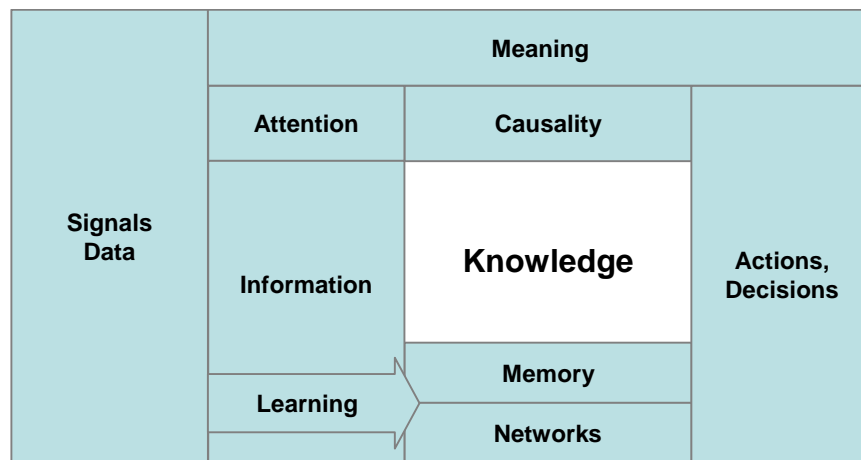 Meaning
Attention
Causality
Signals
Data
Information
Knowledge
Actions,
Decisions
Learning
Memory
Networks